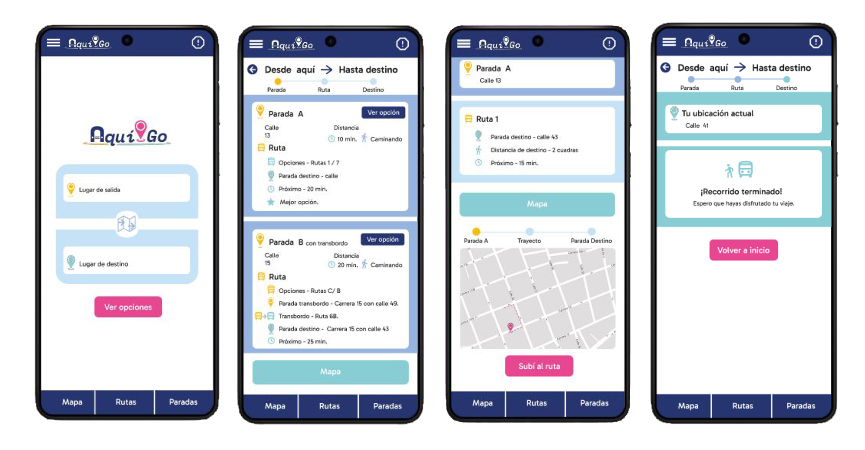 AquiGo
AquiGo
Lugar de salida
Lugar de destino
Ver opciones
Mapa Rutas Paradas
AquiGo
Desde aquí → Hasta destino
Parada Ruta Destino
Parada A
Ver opción
Calle 13
Distancia
10 min. Caminando
Ruta
Opciones - Rutas 1 / 7
Parada destino - calle
Próximo - 20 min.
Mejor opción.
Parada B con transbordo
Ver opción
Calle 15
Distancia
20 min. Caminando
Ruta
Opciones - Rutas C/ B
Parada transbordo - Carrera 15 con calle 49.
Transbordo - Ruta 6B.
Parada destino - Carrera 15 con calle 43
Próximo - 25 min.
Mapa
Mapa Rutas Paradas
AquiGo
Parada A
Calle 13
Ruta 1
Parada destino - calle 43
Distancia de destino - 2 cuadras
Próximo - 15 min.
Mapa
Parada A Trayecto Parada Destino
Subí al ruta
Mapa Rutas Paradas
AquiGo
Desde aquí → Hasta destino
Parada Ruta Destino
Tu ubicación actual
Calle 41
¡Recorrido terminado!
Espero que hayas disfrutado tu viaje.
Volver a inicio
Mapa Rutas Paradas